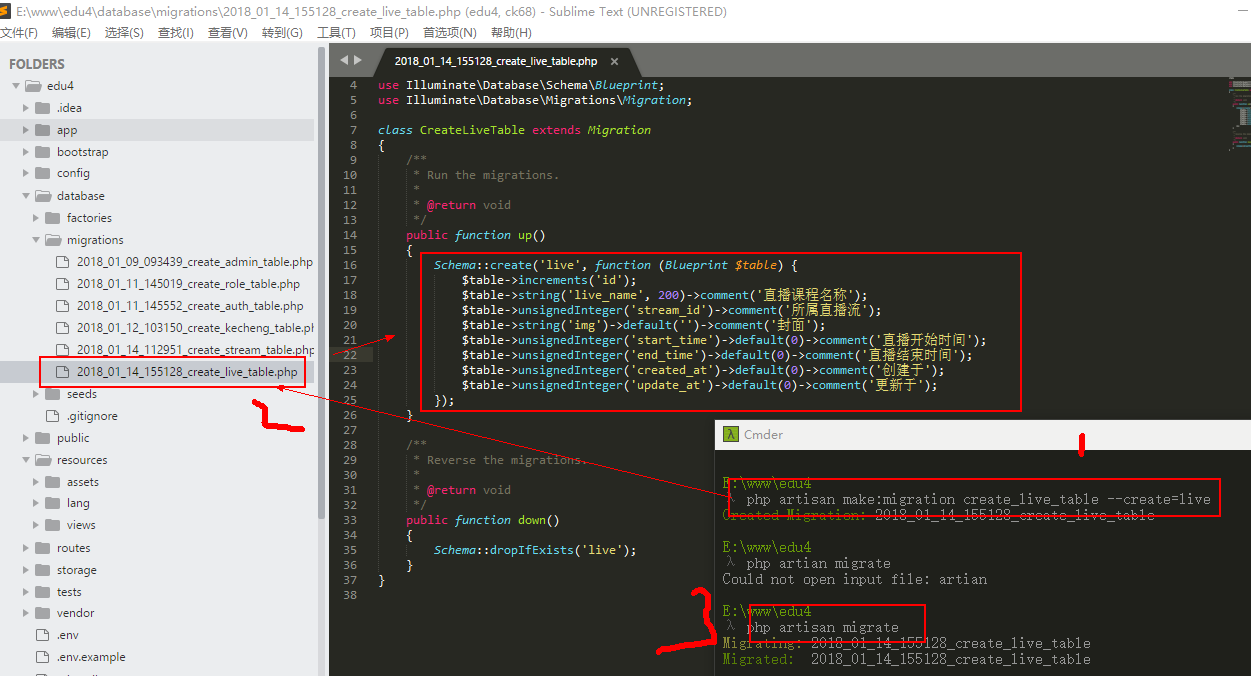 E:\www\edu4\database\migrations\2018_01_14_155128_create_live_table.php (edu4, ck68) - Sublime Text (UNREGISTERED)
文件(F) 编辑(E) 选择(S) 查找(I) 查看(V) 转到(G) 工具(T) 项目(P) 首选项(N) 帮助(H)
FOLDERS
edu4
.idea
app
bootstrap
config
database
factories
migrations
2018_01_09_093439_create_admin_table.php
2018_01_11_145019_create_role_table.php
2018_01_11_145552_create_auth_table.php
2018_01_12_103150_create_kecheng_table.ph
2018_01_14_112951_create_stream_table.php
2018_01_14_155128_create_live_table.php
seeds
.gitignore
public
resources
assets
lang
views
routes
storage
tests
vendor
.env
.env.example
2018_01_14_155128_create_live_table.php ×
4 use Illuminate\Database\Schema\Blueprint;
5 use Illuminate\Database\Migrations\Migration;
6
7 class CreateLiveTable extends Migration
8 {
9 /**
10 * Run the migrations.
11 *
12 * @return void
13 */
14 public function up()
15 {
16 Schema::create('live', function (Blueprint $table) {
17 $table->increments('id');
18 $table->string('live_name', 200)->comment('直播课程名称');
19 $table->unsignedInteger('stream_id')->comment('所属直播流');
20 $table->string('img')->default('')->comment('封面');
21 $table->unsignedInteger('start_time')->default(0)->comment('直播开始时间');
22 $table->unsignedInteger('end_time')->default(0)->comment('直播结束时间');
23 $table->unsignedInteger('created_at')->default(0)->comment('创建于');
24 $table->unsignedInteger('update_at')->default(0)->comment('更新于');
25 });
26 }
27
28 /**
29 * Reverse the migrations.
30 *
31 * @return void
32 */
33 public function down()
34 {
35 Schema::dropIfExists('live');
36 }
37 }
38
λ Cmder
E:\www\edu4
λ php artisan make:migration create_live_table --create=live
Created Migration: 2018_01_14_155128_create_live_table
E:\www\edu4
λ php artian migrate
Could not open input file: artian
E:\www\edu4
λ php artisan migrate
Migrating: 2018_01_14_155128_create_live_table
Migrated: 2018_01_14_155128_create_live_table